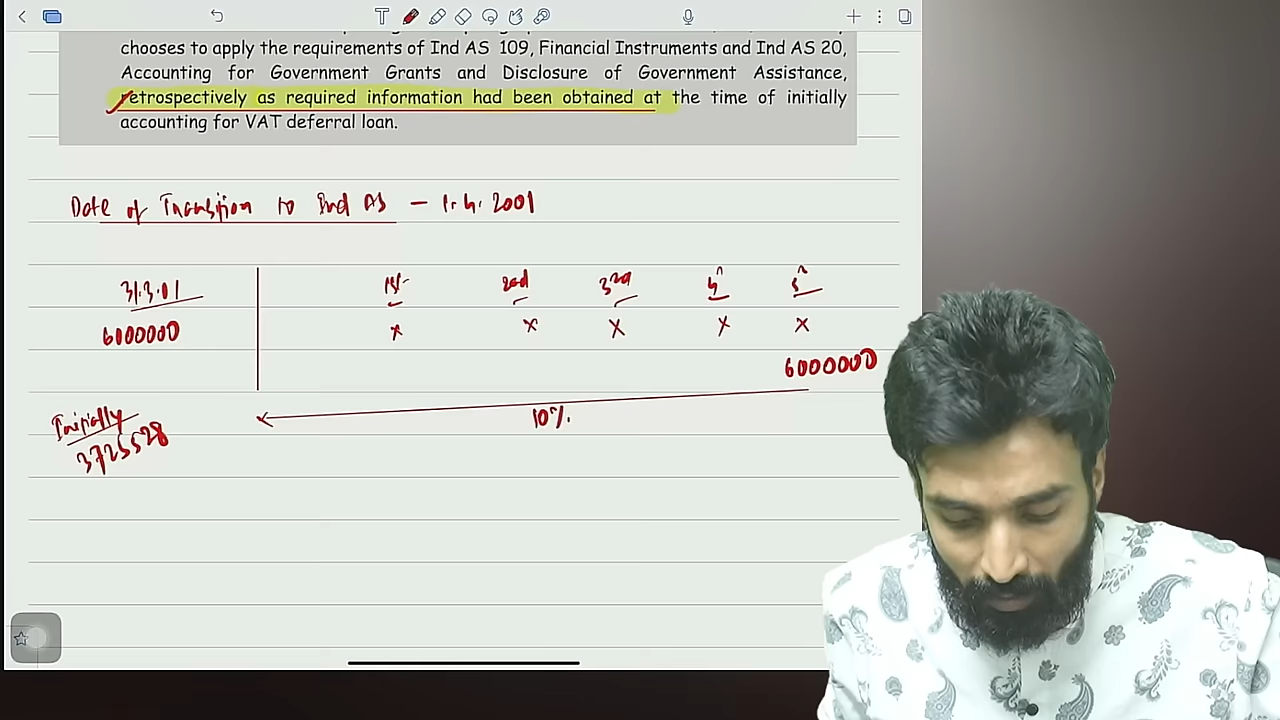 chooses to apply the requirements of Ind AS 109, Financial Instruments and Ind AS 20,
Accounting for Government Grants and Disclosure of Government Assistance,
retrospectively as required information had been obtained at the time of initially
accounting for VAT deferral loan.
Date of Transition to Ind AS - 1.4.2001
31.3.01 1st 2nd 3rd 4th 5th
6000000 x x x x x
6000000
10%
Initially
3725528